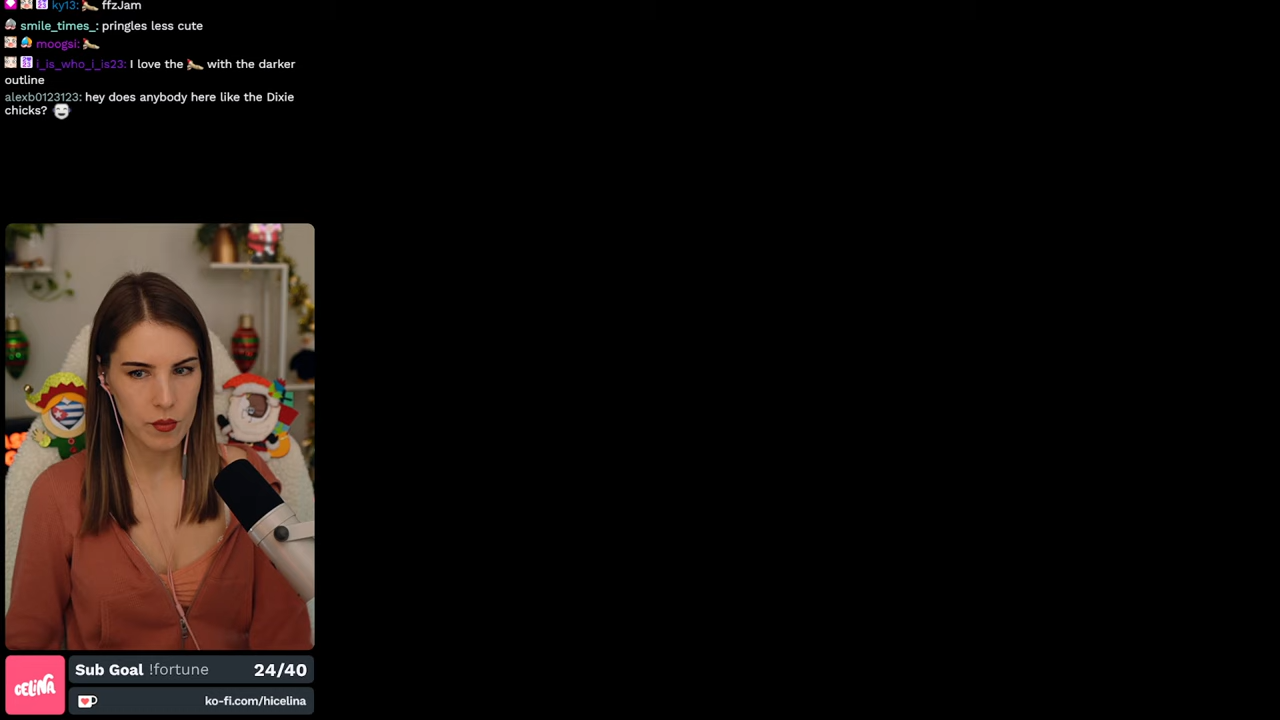 ky13: ffzJam
smile_times_: pringles less cute
moogsi:
i_is_who_i_is23: I love the with the darker
outline
alexb0123123: hey does anybody here like the Dixie
chicks?
CELINA
Sub Goal !fortune 24/40
ko-fi.com/hicelina